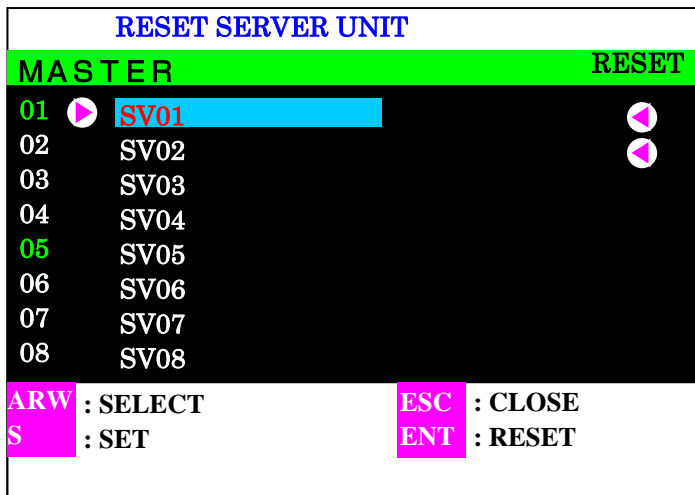 RESET SERVER UNIT
MASTER RESET
01 SV01
02 SV02
03 SV03
04 SV04
05 SV05
06 SV06
07 SV07
08 SV08
ARW : SELECT ESC : CLOSE
S : SET ENT : RESET